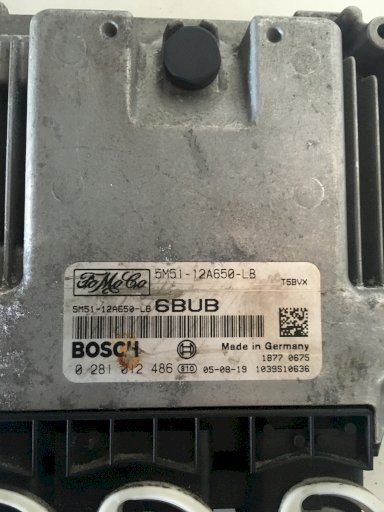 FoMoCo
5M51-12A650-LB
T5BVX
5M51-12A650-LB 6BUB
BOSCH
Made in Germany
1877 0675
0 281 012 486 810 05-08-19 1039S10636